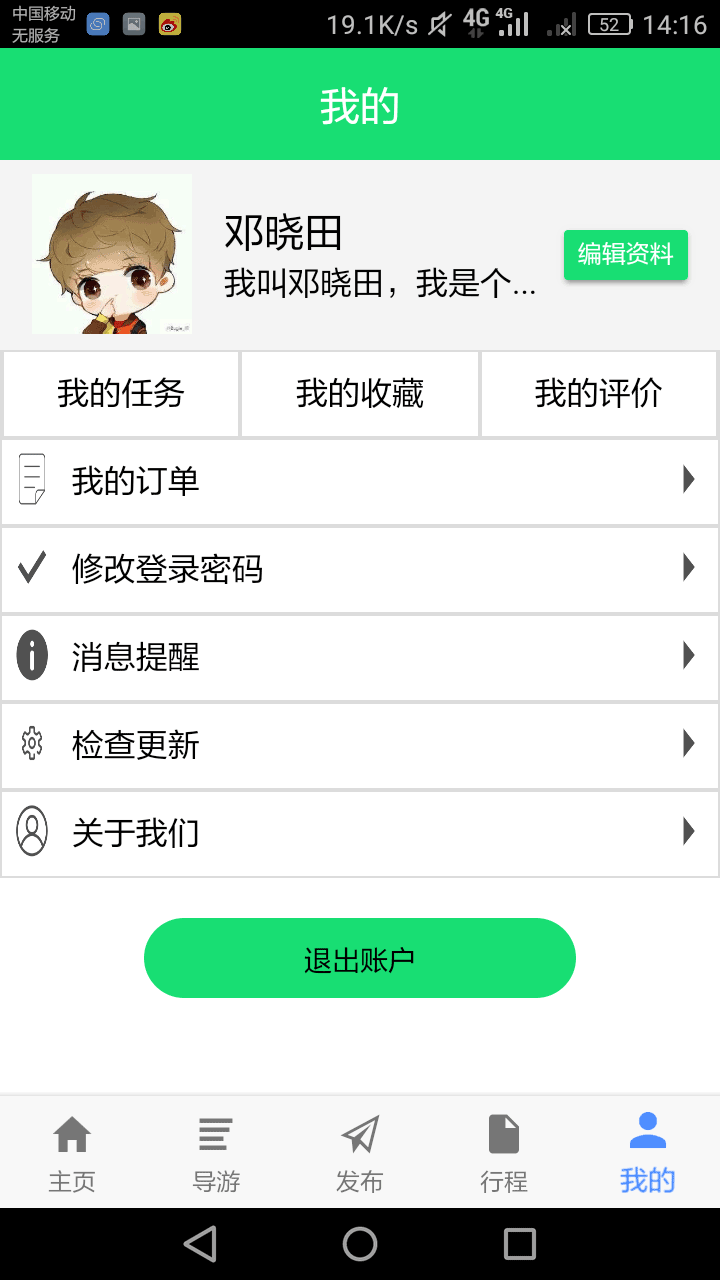 中国移动
无服务
19.1K/s
4G
4G
52
14:16
我的
邓晓田
我叫邓晓田，我是个...
编辑资料
我的任务
我的收藏
我的评价
我的订单
修改登录密码
消息提醒
检查更新
关于我们
退出账户
主页
导游
发布
行程
我的